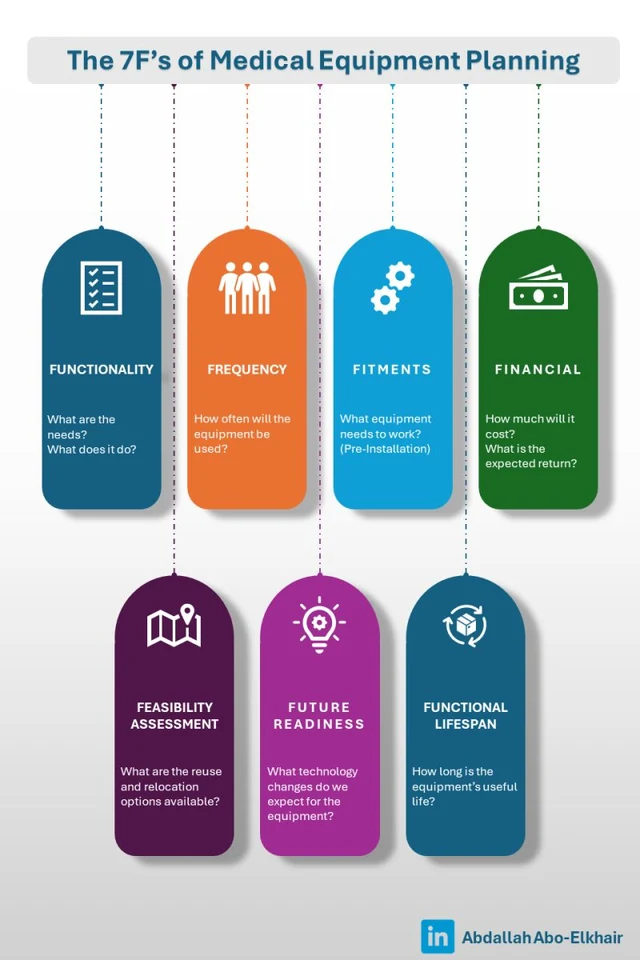 The 7F's of Medical Equipment Planning
FUNCTIONALITY
What are the
needs?
What does it do?
FREQUENCY
How often will the
equipment be
used?
FITMENTS
What equipment
needs to work?
(Pre-Installation)
FINANCIAL
How much will it
cost?
What is the
expected return?
FEASIBILITY
ASSESSMENT
What are the reuse
and relocation
options available?
FUTURE
READINESS
What technology
changes do we
expect for the
equipment?
FUNCTIONAL
LIFESPAN
How long is the
equipment's useful
life?
in
Abdallah Abo-Elkhair